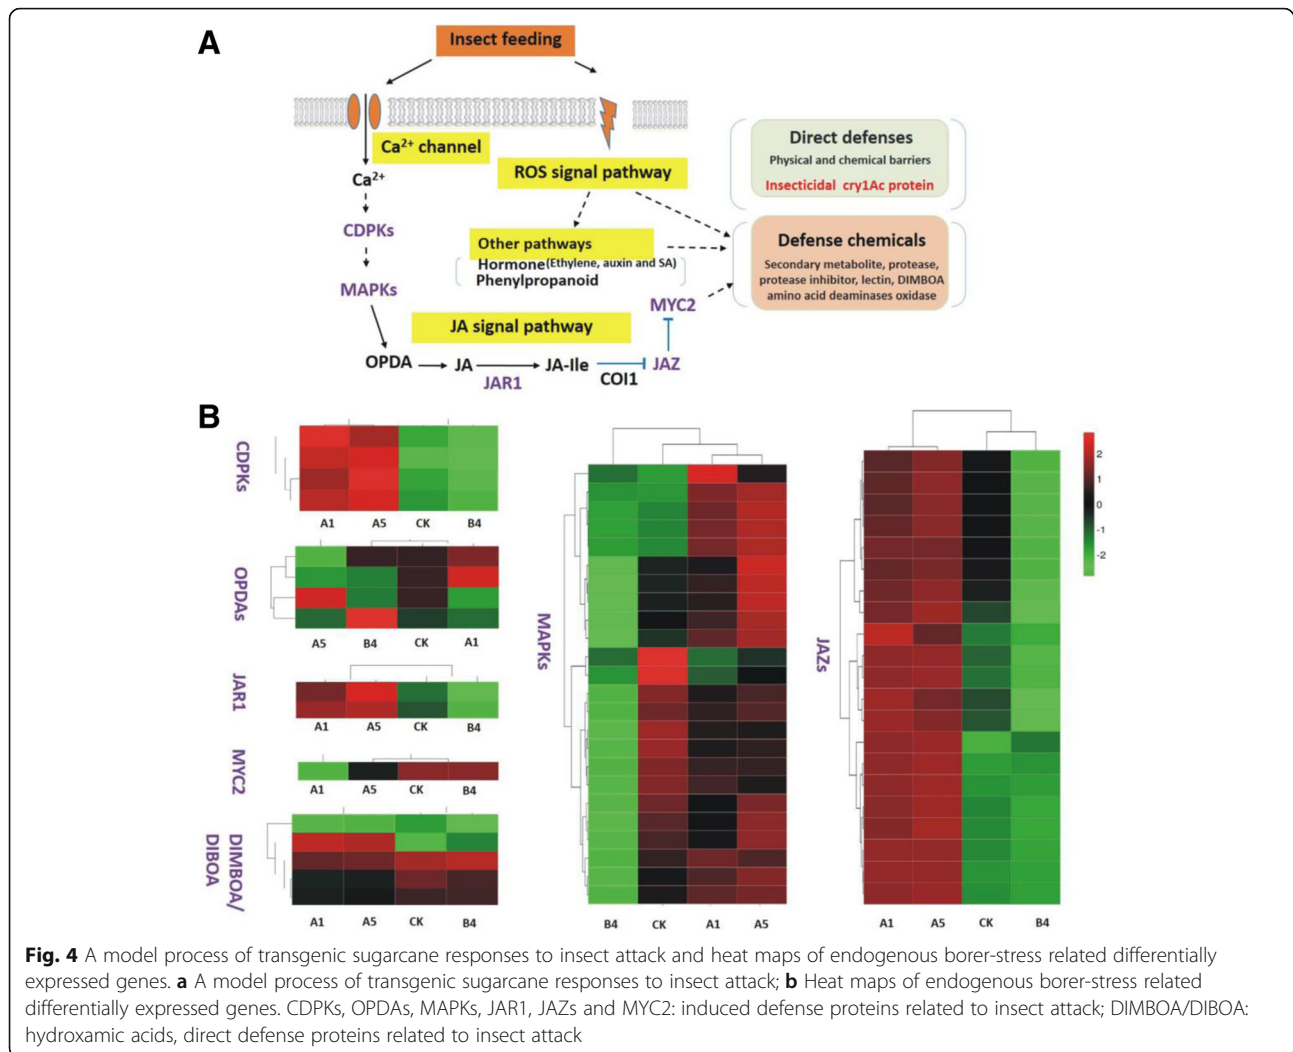 A
Insect feeding
Ca2+ channel
Ca2+
CDPKs
MAPKs
ROS signal pathway
Other pathways
Hormone(Ethylene, auxin and SA)
Phenylpropanoid
MYC2
JA signal pathway
OPDA
JA
JAR1
JA-Ile
COI1
JAZ
Direct defenses
Physical and chemical barriers
Insecticidal cry1Ac protein
Defense chemicals
Secondary metabolite, protease,
protease inhibitor, lectin, DIMBOA
amino acid deaminases oxidase
B
CDPKs
A1 A5 CK B4
OPDAs
A5 B4 CK A1
JAR1
A1 A5 CK B4
MYC2
A1 A5 CK B4
DIMBOA/
DIBOA
A1 A5 CK B4
MAPKs
B4 CK A1 A5
JAZs
A1 A5 CK B4
2
1
0
-1
-2
Fig. 4 A model process of transgenic sugarcane responses to insect attack and heat maps of endogenous borer-stress related differentially
expressed genes. a A model process of transgenic sugarcane responses to insect attack; b Heat maps of endogenous borer-stress related
differentially expressed genes. CDPKs, OPDAs, MAPKs, JAR1, JAZs and MYC2: induced defense proteins related to insect attack; DIMBOA/DIBOA:
hydroxamic acids, direct defense proteins related to insect attack